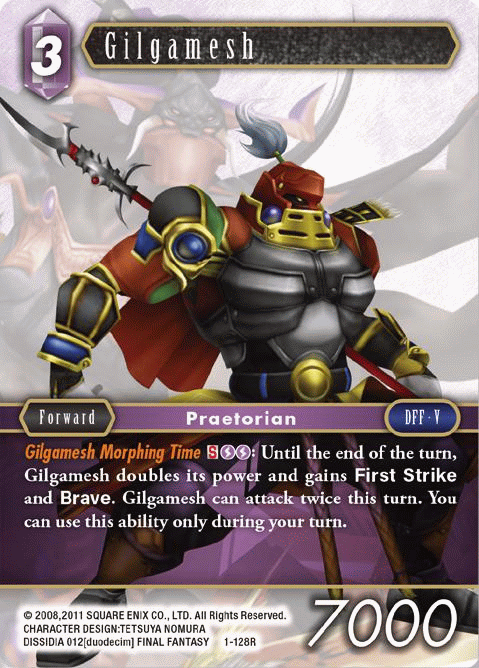 3
Gilgamesh
Forward
Praetorian
DFF · V
Gilgamesh Morphing Time S: Until the end of the turn,
Gilgamesh doubles its power and gains First Strike
and Brave. Gilgamesh can attack twice this turn. You
can use this ability only during your turn.
© 2008,2011 SQUARE ENIX CO., LTD. All Rights Reserved.
CHARACTER DESIGN:TETSUYA NOMURA
DISSIDIA 012[duodecim] FINAL FANTASY 1-128R
7000